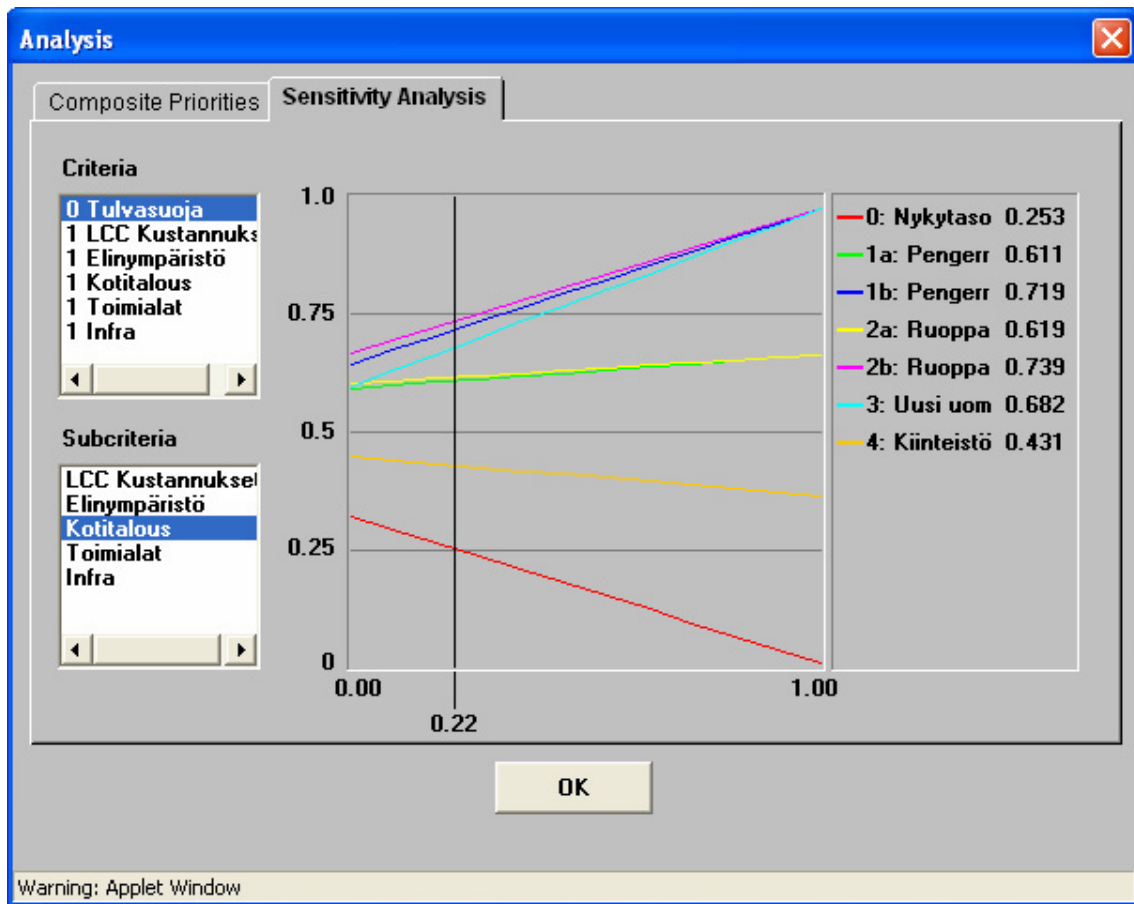 Analysis
Composite Priorities
Sensitivity Analysis
Criteria
0 Tulvasuoja
1 LCC Kustannuks
1 Elinympäristö
1 Kotitalous
1 Toimialat
1 Infra
Subcriteria
LCC Kustannukset
Elinympäristö
Kotitalous
Toimialat
Infra
1.0
0.75
0.5
0.25
0
0.00
1.00
0.22
0: Nykytaso 0.253
1a: Pengerr 0.611
1b: Pengerr 0.719
2a: Ruoppa 0.619
2b: Ruoppa 0.739
3: Uusi uom 0.682
4: Kiinteistö 0.431
OK
Warning: Applet Window